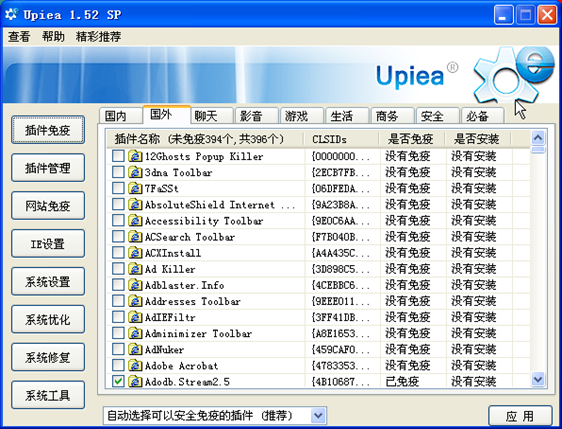 Upiea 1.52 SP
查看 帮助 精彩推荐
Upiea®
国内 国外 聊天 影音 游戏 生活 商务 安全 必备
插件免疫
插件管理
网站免疫
IE设置
系统设置
系统优化
系统修复
系统工具
插件名称 (未免疫394个,共396个) CLSIDs 是否免疫 是否安装
12Ghosts Popup Killer {0000000... 没有免疫 没有安装
3dna Toolbar {2ECB7FB... 没有免疫 没有安装
7FaSSt {06DFEDA... 没有免疫 没有安装
AbsoluteShield Internet ... {9A23B8A... 没有免疫 没有安装
Accessibility Toolbar {9E0C6AA... 没有免疫 没有安装
ACSearch Toolbar {F7B040B... 没有免疫 没有安装
ACXInstall {A4A435C... 没有免疫 没有安装
Ad Killer {3D898C5... 没有免疫 没有安装
Adblaster.Info {4CEBBC6... 没有免疫 没有安装
Addresses Toolbar {9EEE011... 没有免疫 没有安装
AdIEFiltr {3FF41DB... 没有免疫 没有安装
Adminimizer Toolbar {A8E1653... 没有免疫 没有安装
AdNuker {459CAF0... 没有免疫 没有安装
Adobe Acrobat {4783353... 没有免疫 没有安装
Adodb.Stream2.5 {4B10687... 已免疫 没有安装
自动选择可以安全免疫的插件 (推荐) 应 用